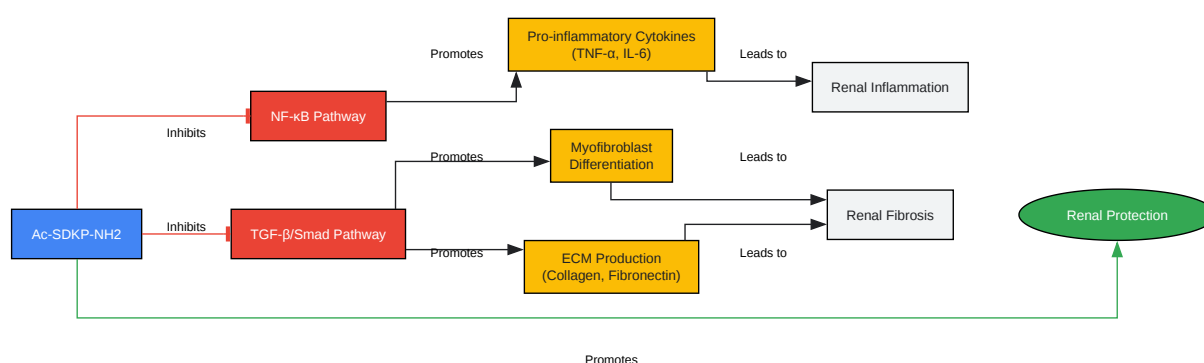 Pro-inflammatory Cytokines
(TNF-α, IL-6)
Promotes
Leads to
Renal Inflammation
NF-κB Pathway
Inhibits
Myofibroblast
Differentiation
Promotes
Leads to
Ac-SDKP-NH2
Inhibits
TGF-β/Smad Pathway
Renal Fibrosis
Renal Protection
Promotes
ECM Production
(Collagen, Fibronectin)
Leads to
Promotes